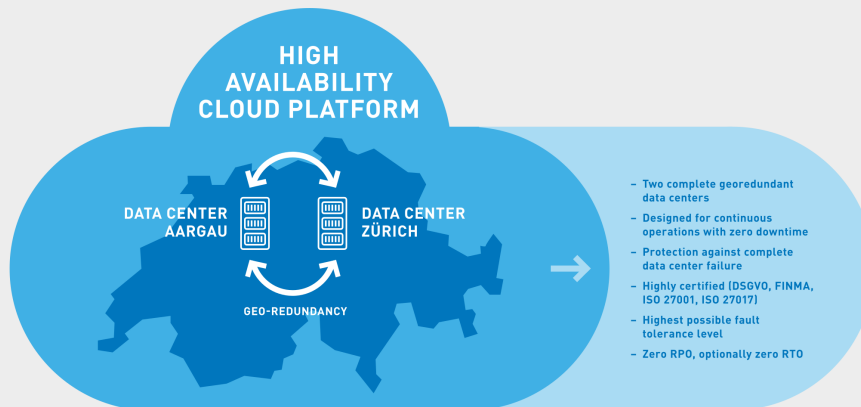 HIGH
AVAILABILITY
CLOUD PLATFORM
DATA CENTER
AARGAU
DATA CENTER
ZÜRICH
GEO-REDUNDANCY
– Two complete georedundant
data centers
– Designed for continuous
operations with zero downtime
– Protection against complete
data center failure
– Highly certified (DSGVO, FINMA,
ISO 27001, ISO 27017)
– Highest possible fault
tolerance level
– Zero RPO, optionally zero RTO